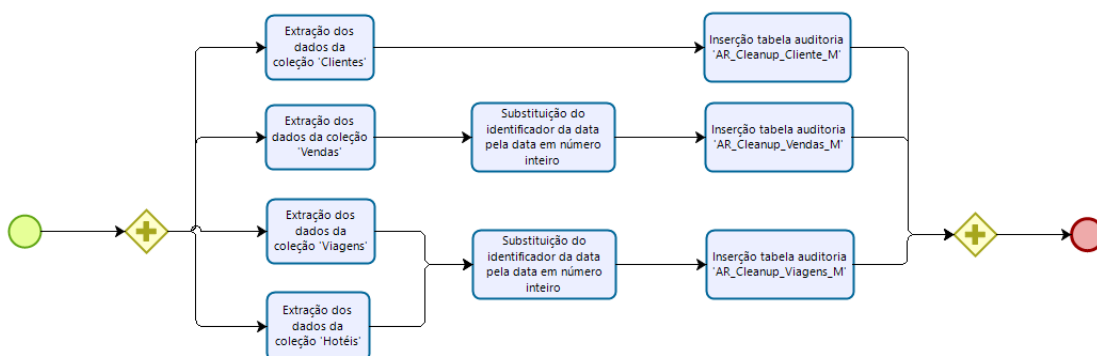 Extração dos
dados da
coleção 'Clientes'
Inserção tabela auditoria
'AR_Cleanup_Cliente_M'
Extração dos
dados da coleção
'Vendas'
Substituição do
identificador da data
pela data em número
inteiro
Inserção tabela auditoria
'AR_Cleanup_Vendas_M'
Extração dos
dados da
coleção 'Viagens'
Substituição do
identificador da data
pela data em número
inteiro
Inserção tabela auditoria
'AR_Cleanup_Viagens_M'
Extração dos
dados da
coleção 'Hotéis'